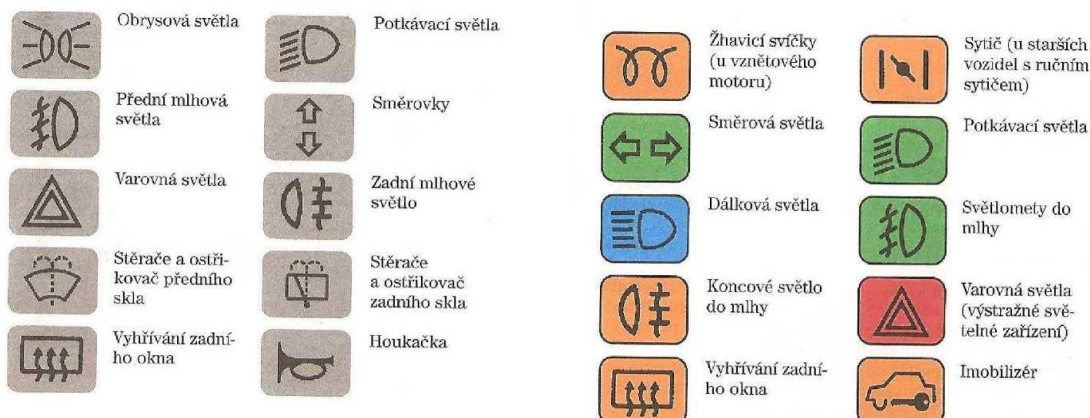 Obrysová světla
Potkávací světla
Přední mlhová
světla
Směrovky
Varovná světla
Zadní mlhové
světlo
Stěrače a ostři-
kovač předního
skla
Stěrače
a ostřikovač
zadního skla
Vyhřívání zadní-
ho okna
Houkačka
Žhavicí svíčky
(u vznětového
motoru)
Sytič (u starších
vozidel s ručním
sytičem)
Směrová světla
Potkávací světla
Dálková světla
Světlomety do
mlhy
Koncové světlo
do mlhy
Varovná světla
(výstražné svě-
telné zařízení)
Vyhřívání zadní-
ho okna
Imobilizér